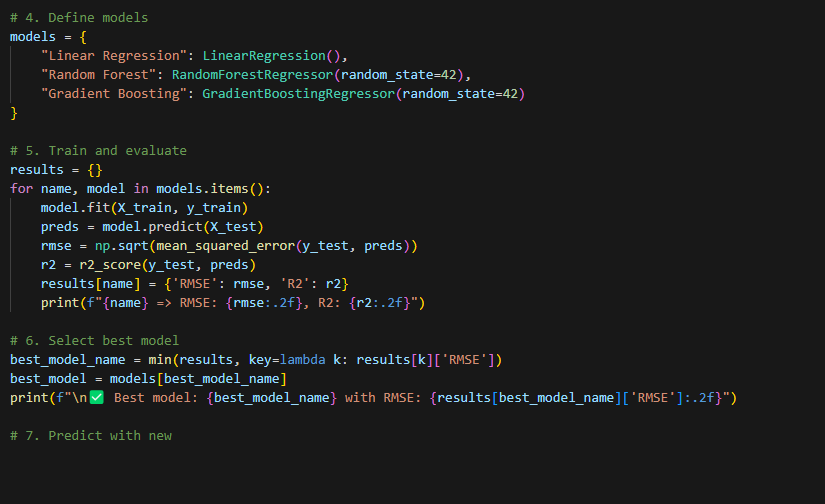 # 4. Define models
models = {
    "Linear Regression": LinearRegression(),
    "Random Forest": RandomForestRegressor(random_state=42),
    "Gradient Boosting": GradientBoostingRegressor(random_state=42)
}

# 5. Train and evaluate
results = {}
for name, model in models.items():
    model.fit(X_train, y_train)
    preds = model.predict(X_test)
    rmse = np.sqrt(mean_squared_error(y_test, preds))
    r2 = r2_score(y_test, preds)
    results[name] = {'RMSE': rmse, 'R2': r2}
    print(f"{name} => RMSE: {rmse:.2f}, R2: {r2:.2f}")

# 6. Select best model
best_model_name = min(results, key=lambda k: results[k]['RMSE'])
best_model = models[best_model_name]
print(f"\n✅ Best model: {best_model_name} with RMSE: {results[best_model_name]['RMSE']:.2f}")

# 7. Predict with new